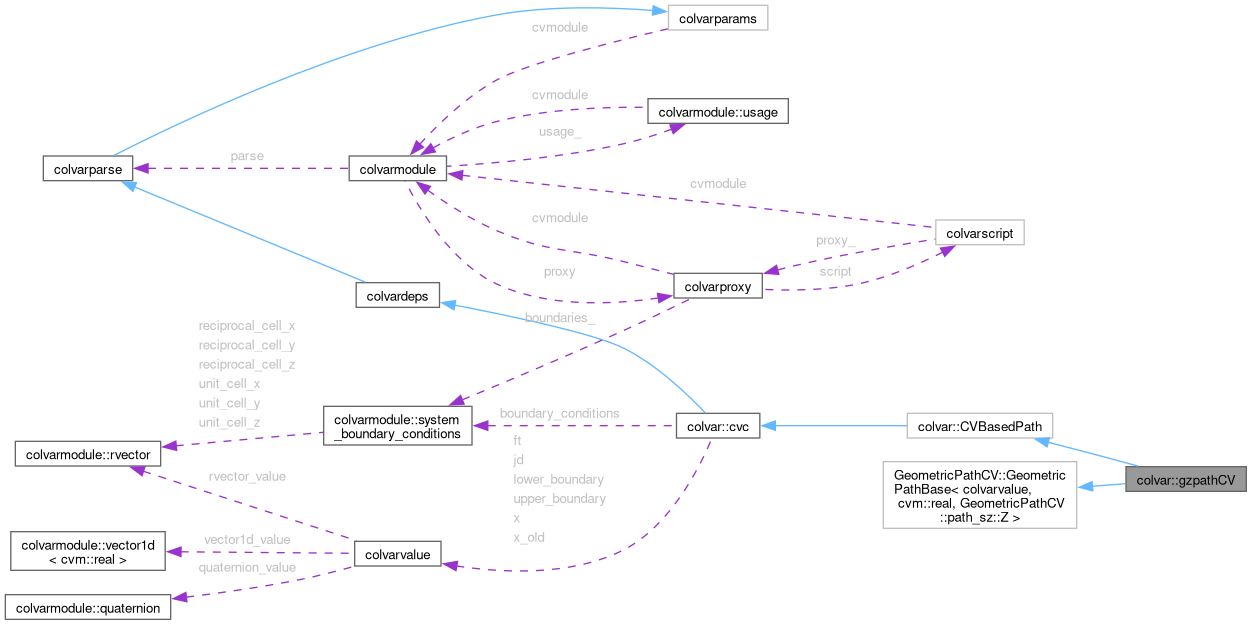 colvarparams
cvmodule
cvmodule
colvarmodule::usage
usage_
parse
colvarparse
colvarmodule
cvmodule
cvmodule
colvarscript
proxy_
proxy
script
colvarproxy
colvardeps
boundaries_
reciprocal_cell_x
reciprocal_cell_y
reciprocal_cell_z
unit_cell_x
unit_cell_y
unit_cell_z
colvarmodule::system
_boundary_conditions
boundary_conditions
colvar::cvc
colvar::CVBasedPath
ft
jd
lower_boundary
upper_boundary
x
x_old
colvarmodule::rvector
rvector_value
GeometricPathCV::Geometric
PathBase< colvarvalue,
cvm::real, GeometricPathCV
::path_sz::Z >
colvar::gzpathCV
colvarmodule::vector1d
< cvm::real >
vector1d_value
colvarvalue
quaternion_value
colvarmodule::quaternion